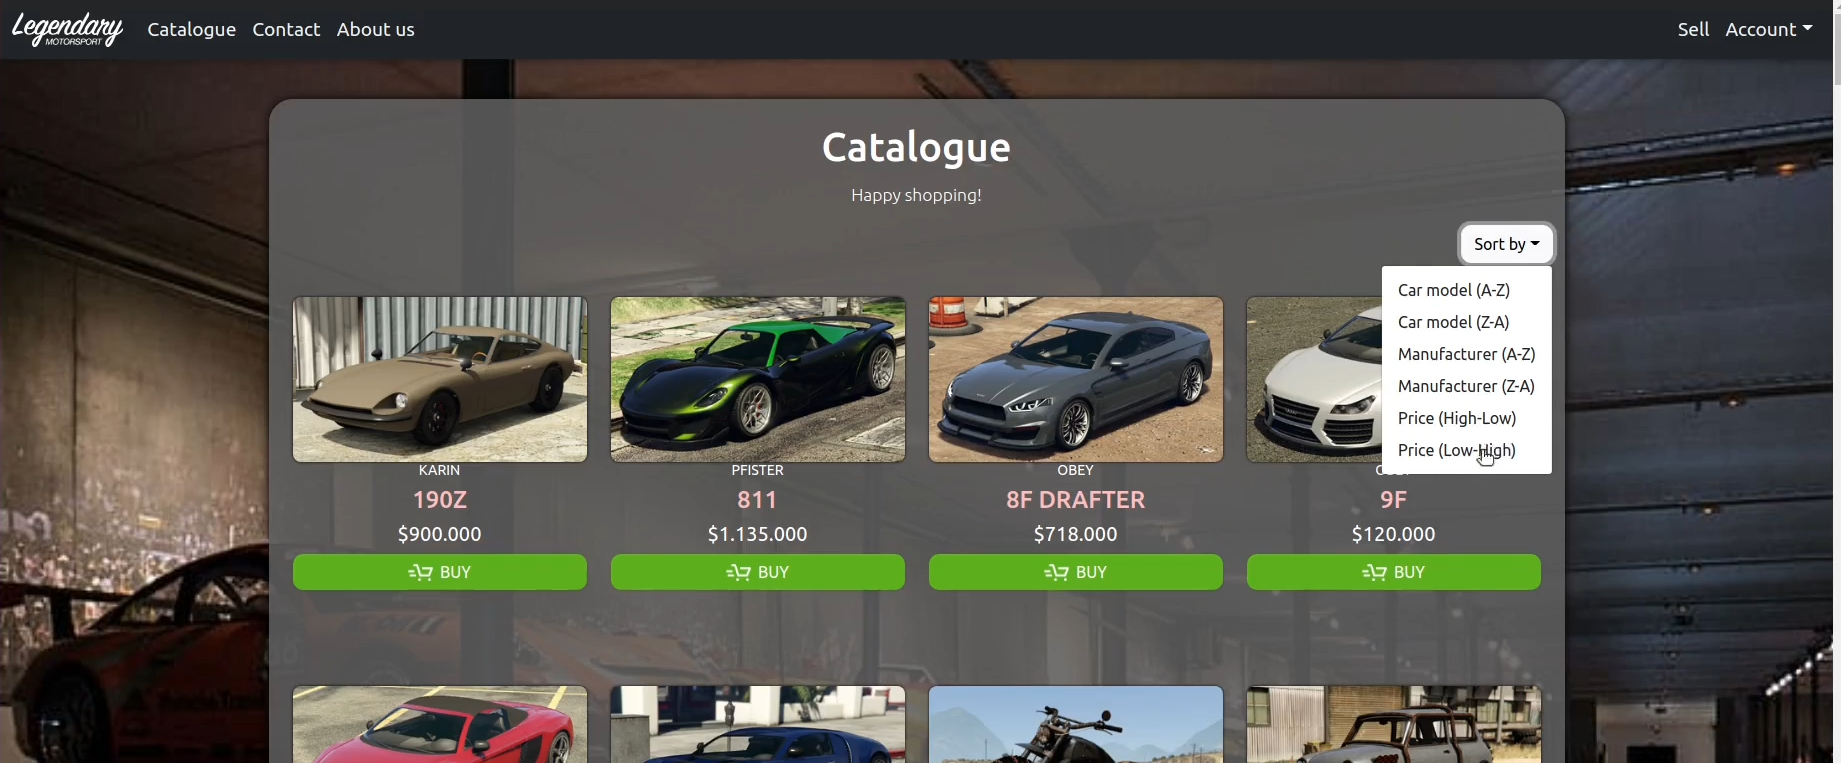 Legendary
MOTORSPORT
Catalogue Contact About us
Sell Account
Catalogue
Happy shopping!
Sort by
Car model (A-Z)
Car model (Z-A)
Manufacturer (A-Z)
Manufacturer (Z-A)
Price (High-Low)
Price (Low-High)
KARIN
190Z
$900.000
BUY
PFISTER
811
$1.135.000
BUY
OBEY
8F DRAFTER
$718.000
BUY
9F
$120.000
BUY